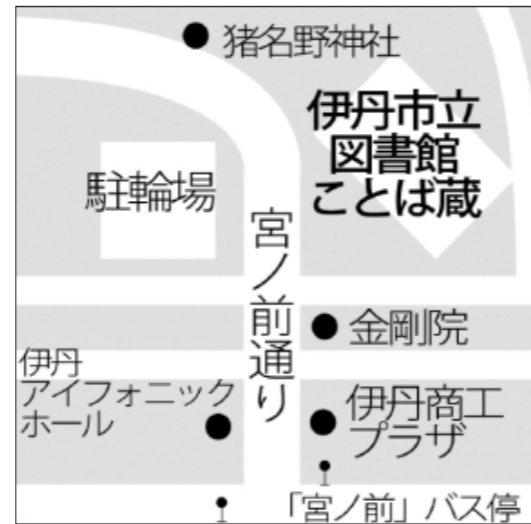 猪名野神社
伊丹市立
図書館
ことば蔵
駐輪場
宮ノ前通り
金剛院
伊丹
アイフォニック
ホール
伊丹商工
プラザ
「宮ノ前」バス停